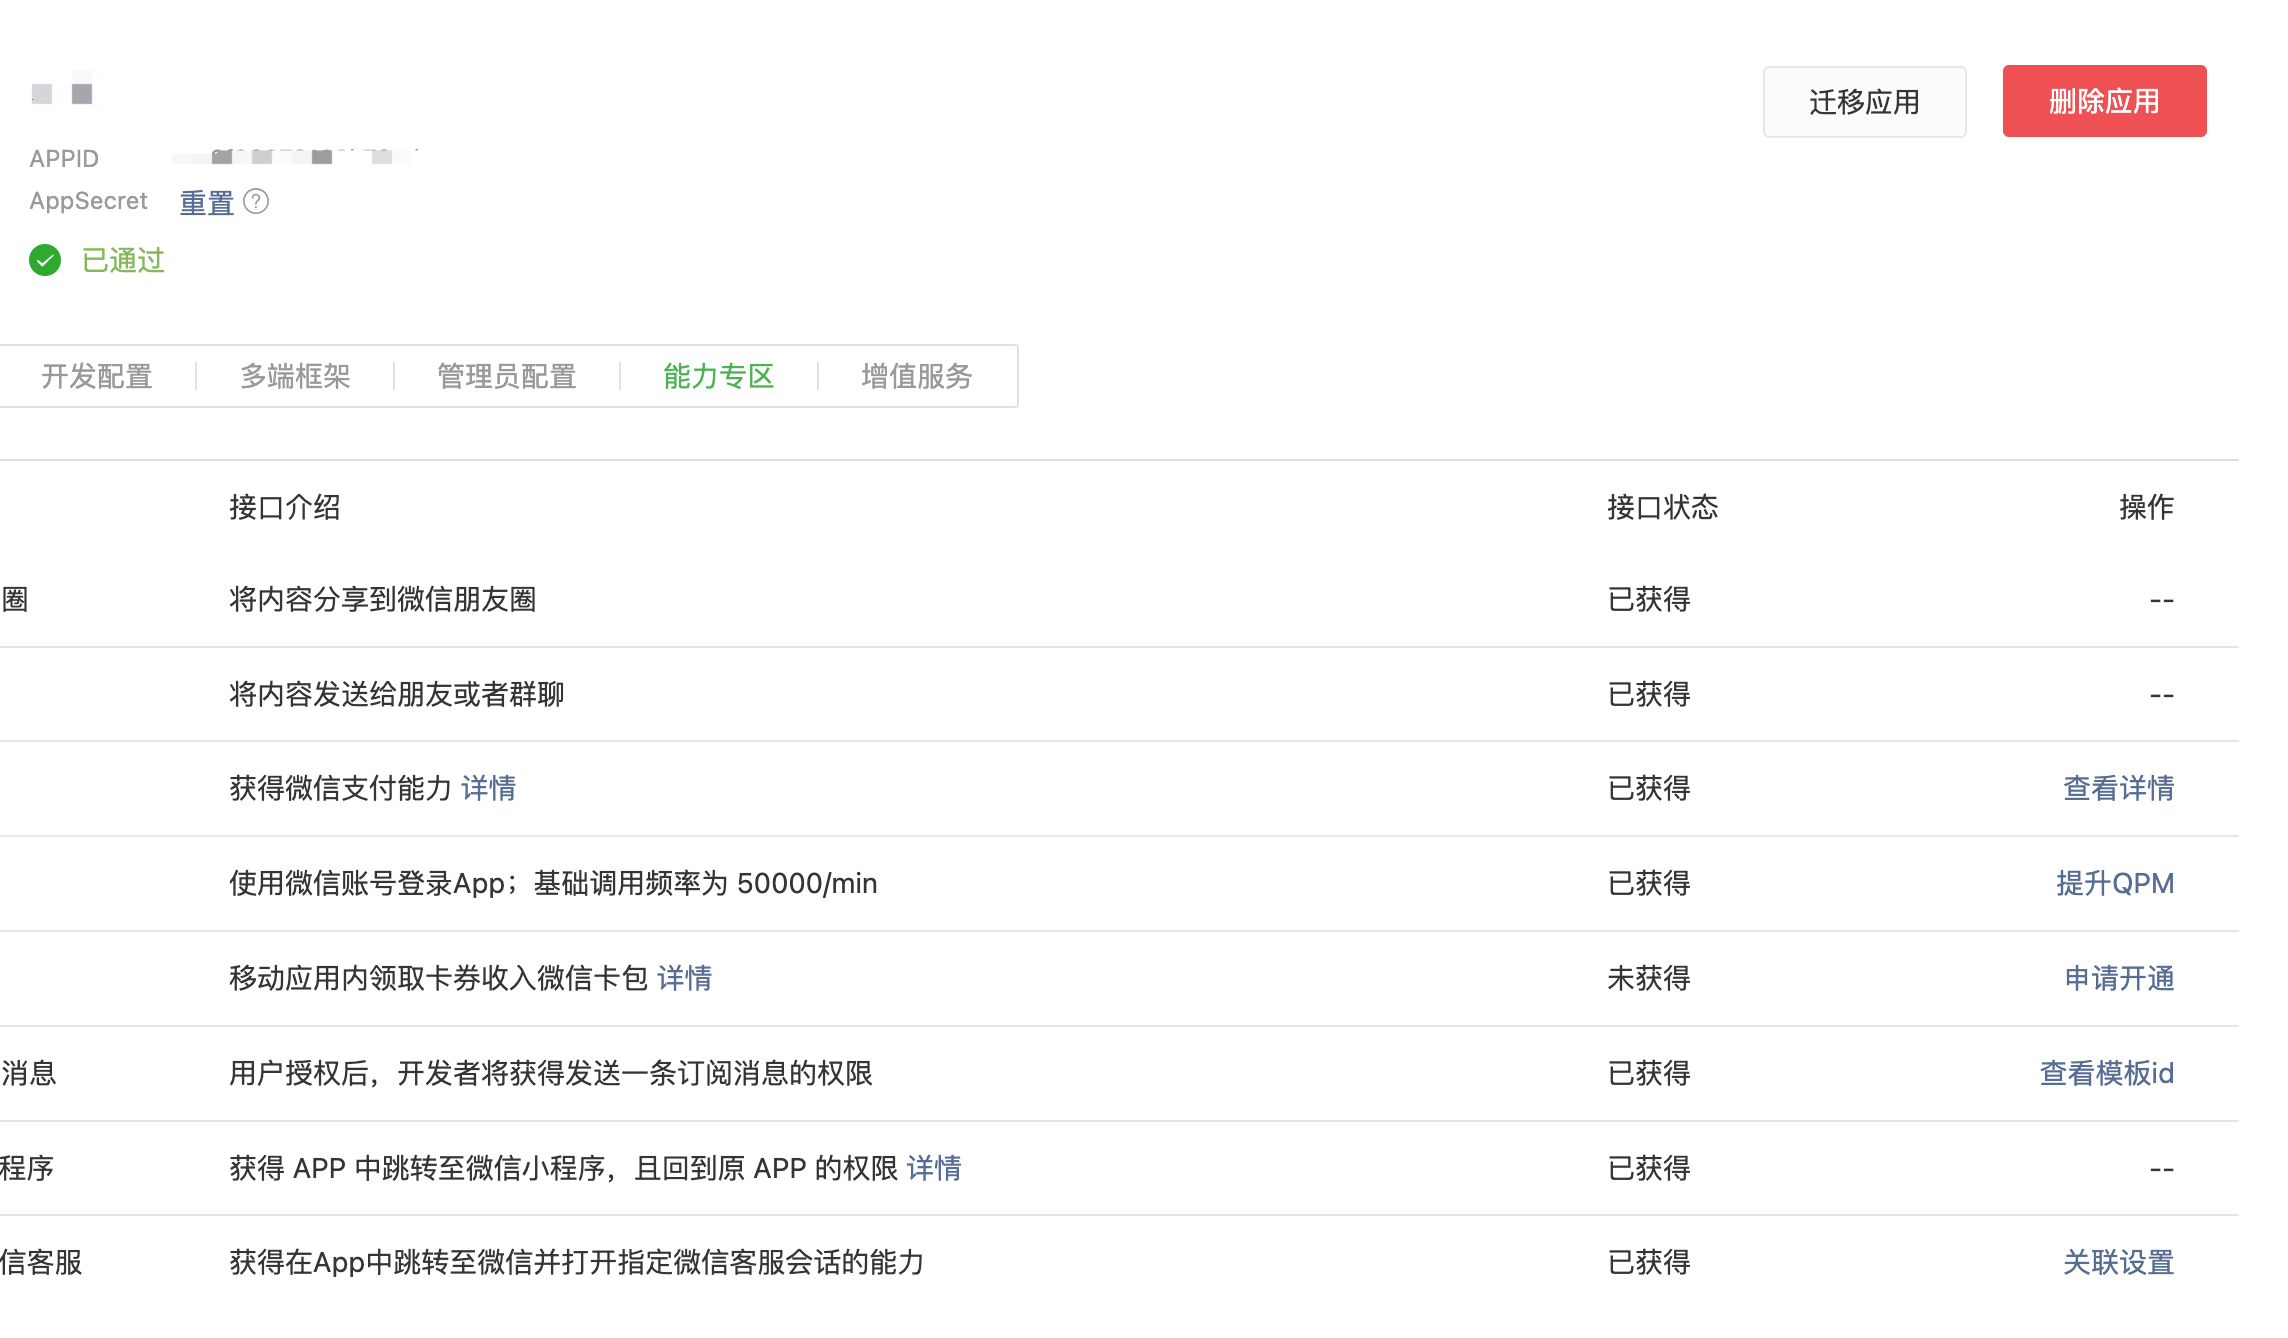 迁移应用
删除应用
APPID
AppSecret 重置 ?
已通过
开发配置 多端框架 管理员配置 能力专区 增值服务
接口介绍 接口状态 操作
圈 将内容分享到微信朋友圈 已获得 --
将内容发送给朋友或者群聊 已获得 --
获得微信支付能力 详情 已获得 查看详情
使用微信账号登录App；基础调用频率为 50000/min 已获得 提升QPM
移动应用内领取卡券收入微信卡包 详情 未获得 申请开通
消息 用户授权后，开发者将获得发送一条订阅消息的权限 已获得 查看模板id
程序 获得 APP 中跳转至微信小程序，且回到原 APP 的权限 详情 已获得 --
信客服 获得在App中跳转至微信并打开指定微信客服会话的能力 已获得 关联设置